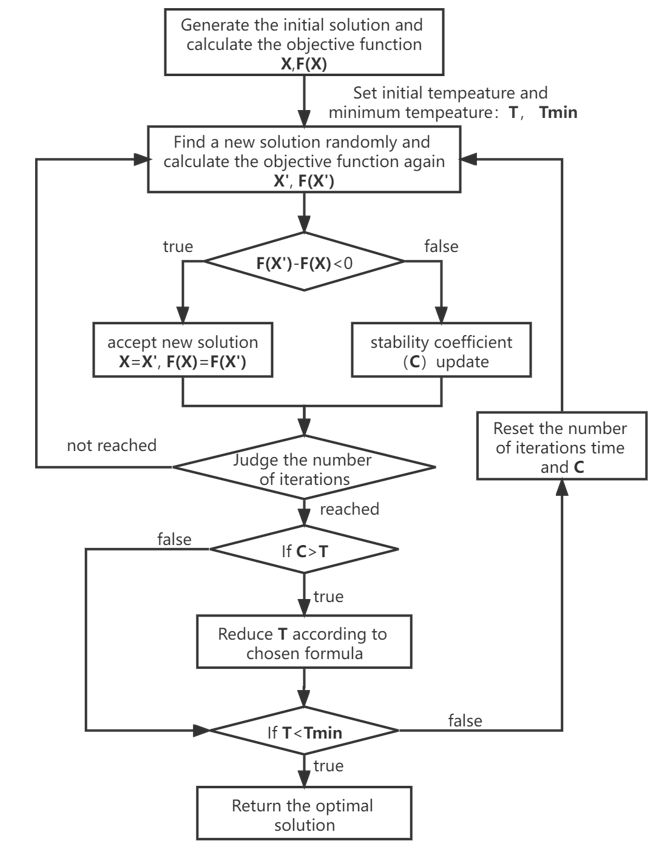 Generate the initial solution and
calculate the objective function
X,F(X)
Set initial tempeature and
minimum tempeature: T, Tmin
Find a new solution randomly and
calculate the objective function again
X', F(X')
true
false
F(X')-F(X)<0
accept new solution
X=X', F(X)=F(X')
stability coefficient
(C) update
not reached
Judge the number
of iterations
Reset the number
of iterations time
and C
reached
false
If C>T
true
Reduce T according to
chosen formula
If T<Tmin
false
true
Return the optimal
solution